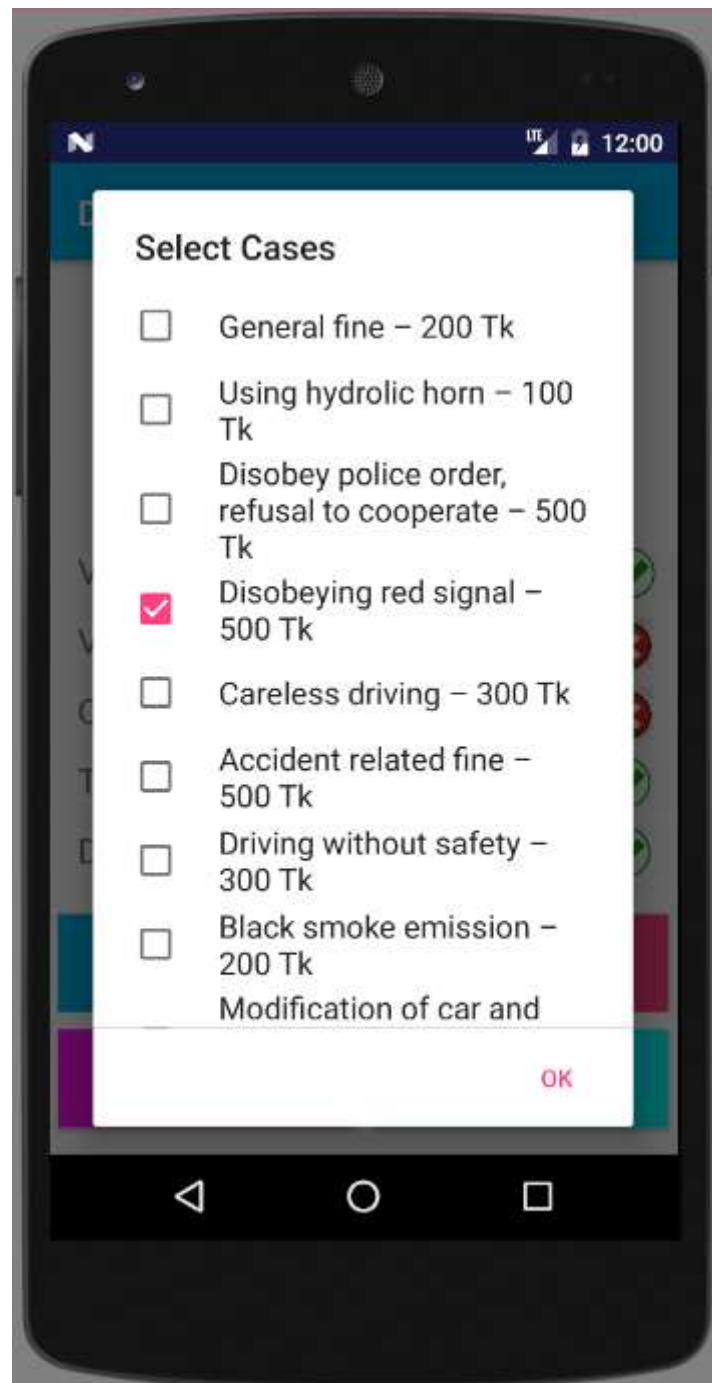 LTE 12:00
Select Cases
General fine – 200 Tk
Using hydrolic horn – 100
Tk
Disobey police order,
refusal to cooperate – 500
Tk
Disobeying red signal –
500 Tk
Careless driving – 300 Tk
Accident related fine –
500 Tk
Driving without safety –
300 Tk
Black smoke emission –
200 Tk
Modification of car and
OK